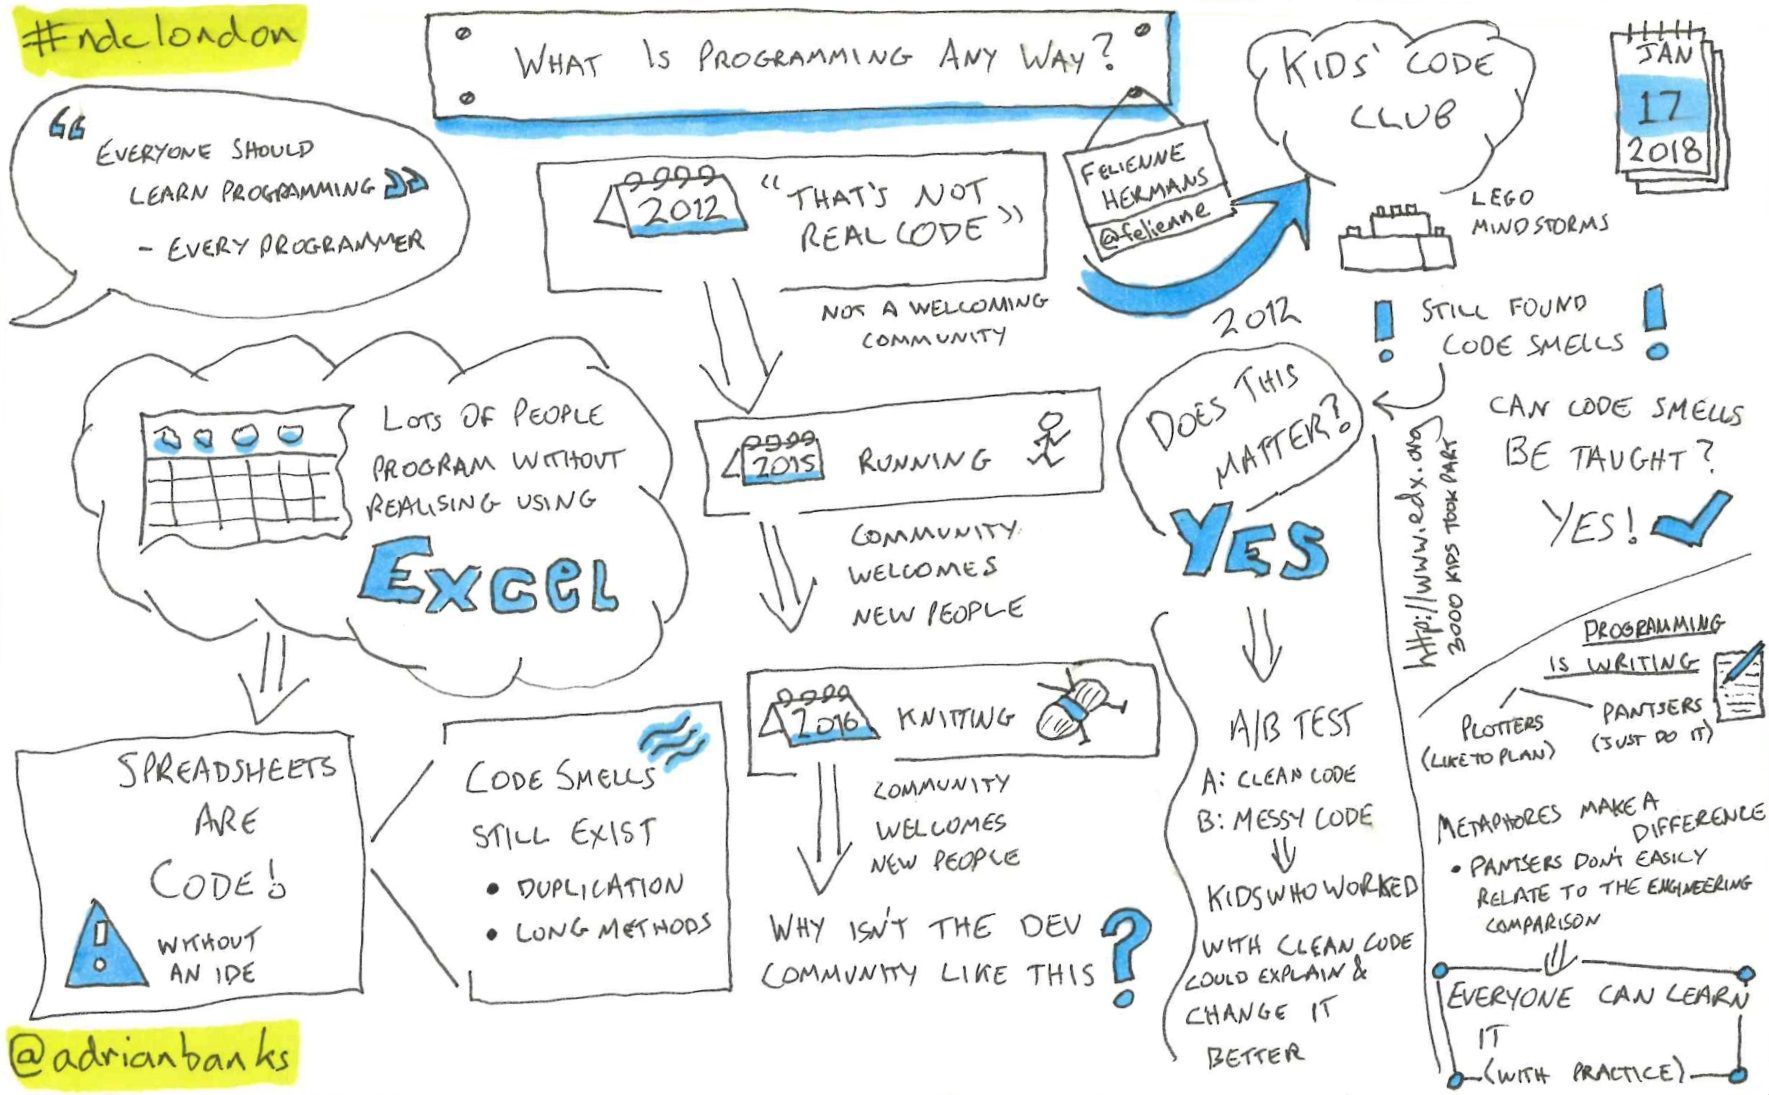 #ndclondon
WHAT IS PROGRAMMING ANY WAY?
FELIENNE
HERMANS
@felienne
JAN
17
2018
“ EVERYONE SHOULD
LEARN PROGRAMMING ”
- EVERY PROGRAMMER
LOTS OF PEOPLE
PROGRAM WITHOUT
REALISING USING
EXCEL
SPREADSHEETS
ARE
CODE!
WITHOUT
AN IDE
CODE SMELLS
STILL EXIST
• DUPLICATION
• LONG METHODS
2012
“THAT'S NOT
REAL CODE”
NOT A WELCOMING
COMMUNITY
2015
RUNNING
COMMUNITY
WELCOMES
NEW PEOPLE
2016
KNITTING
COMMUNITY
WELCOMES
NEW PEOPLE
WHY ISN'T THE DEV
COMMUNITY LIKE THIS ?
2012
KIDS' CODE
CLUB
LEGO
MINDSTORMS
! STILL FOUND
CODE SMELLS !
DOES THIS
MATTER?
YES
A/B TEST
A: CLEAN CODE
B: MESSY CODE
KIDS WHO WORKED
WITH CLEAN CODE
COULD EXPLAIN &
CHANGE IT
BETTER
CAN CODE SMELLS
BE TAUGHT?
YES!
http://www.edx.org
3000 KIDS TOOK PART
PROGRAMMING
IS WRITING
PLOTTERS
(LIKE TO PLAN)
PANTSERS
(JUST DO IT)
METAPHORES MAKE A
DIFFERENCE
• PANTSERS DON'T EASILY
RELATE TO THE ENGINEERING
COMPARISON
EVERYONE CAN LEARN
IT
(WITH PRACTICE)
@adrianbanks